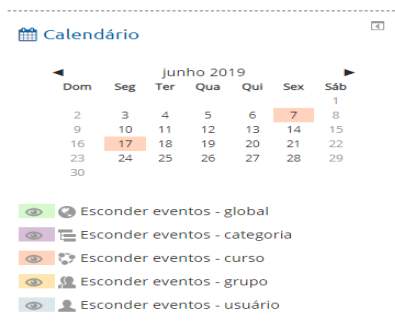 Calendário
◄ junho 2019 ►
Dom Seg Ter Qua Qui Sex Sáb
1
2 3 4 5 6 7 8
9 10 11 12 13 14 15
16 17 18 19 20 21 22
23 24 25 26 27 28 29
30
Esconder eventos - global
Esconder eventos - categoria
Esconder eventos - curso
Esconder eventos - grupo
Esconder eventos - usuário